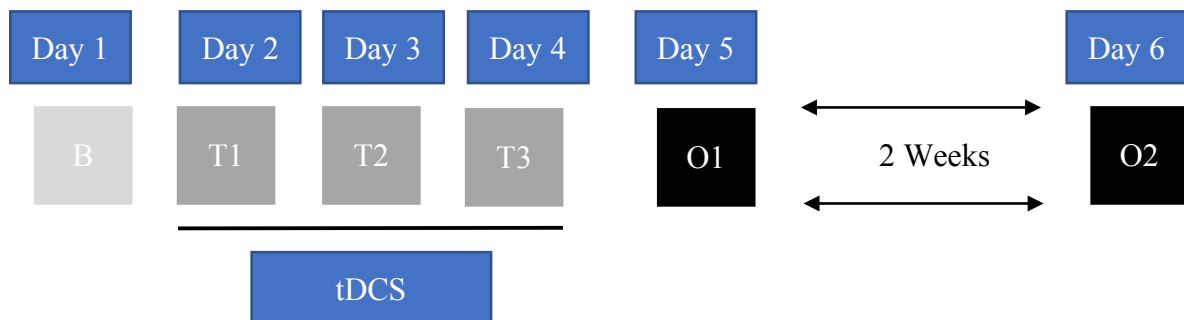 Day 1 Day 2 Day 3 Day 4 Day 5 Day 6
B T1 T2 T3 O1 2 Weeks O2
tDCS